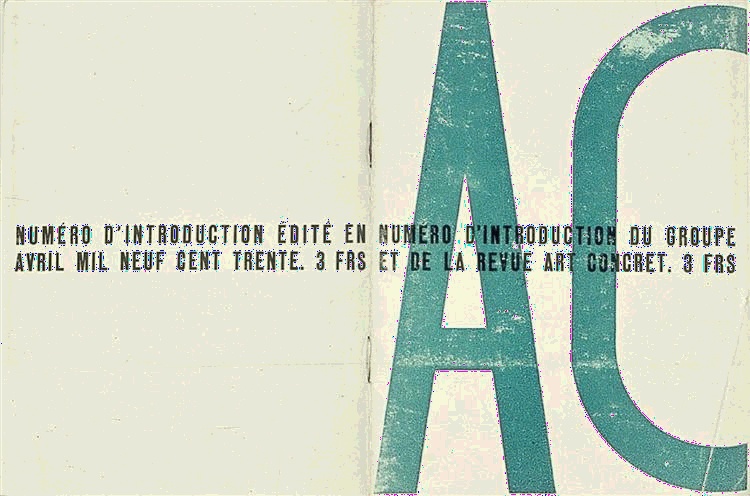 NUMÉRO D'INTRODUCTION ÉDITÉ EN
AVRIL MIL NEUF CENT TRENTE. 3 FRS
AC
NUMÉRO D'INTRODUCTION DU GROUPE
ET DE LA REVUE ART CONCRET. 3 FRS